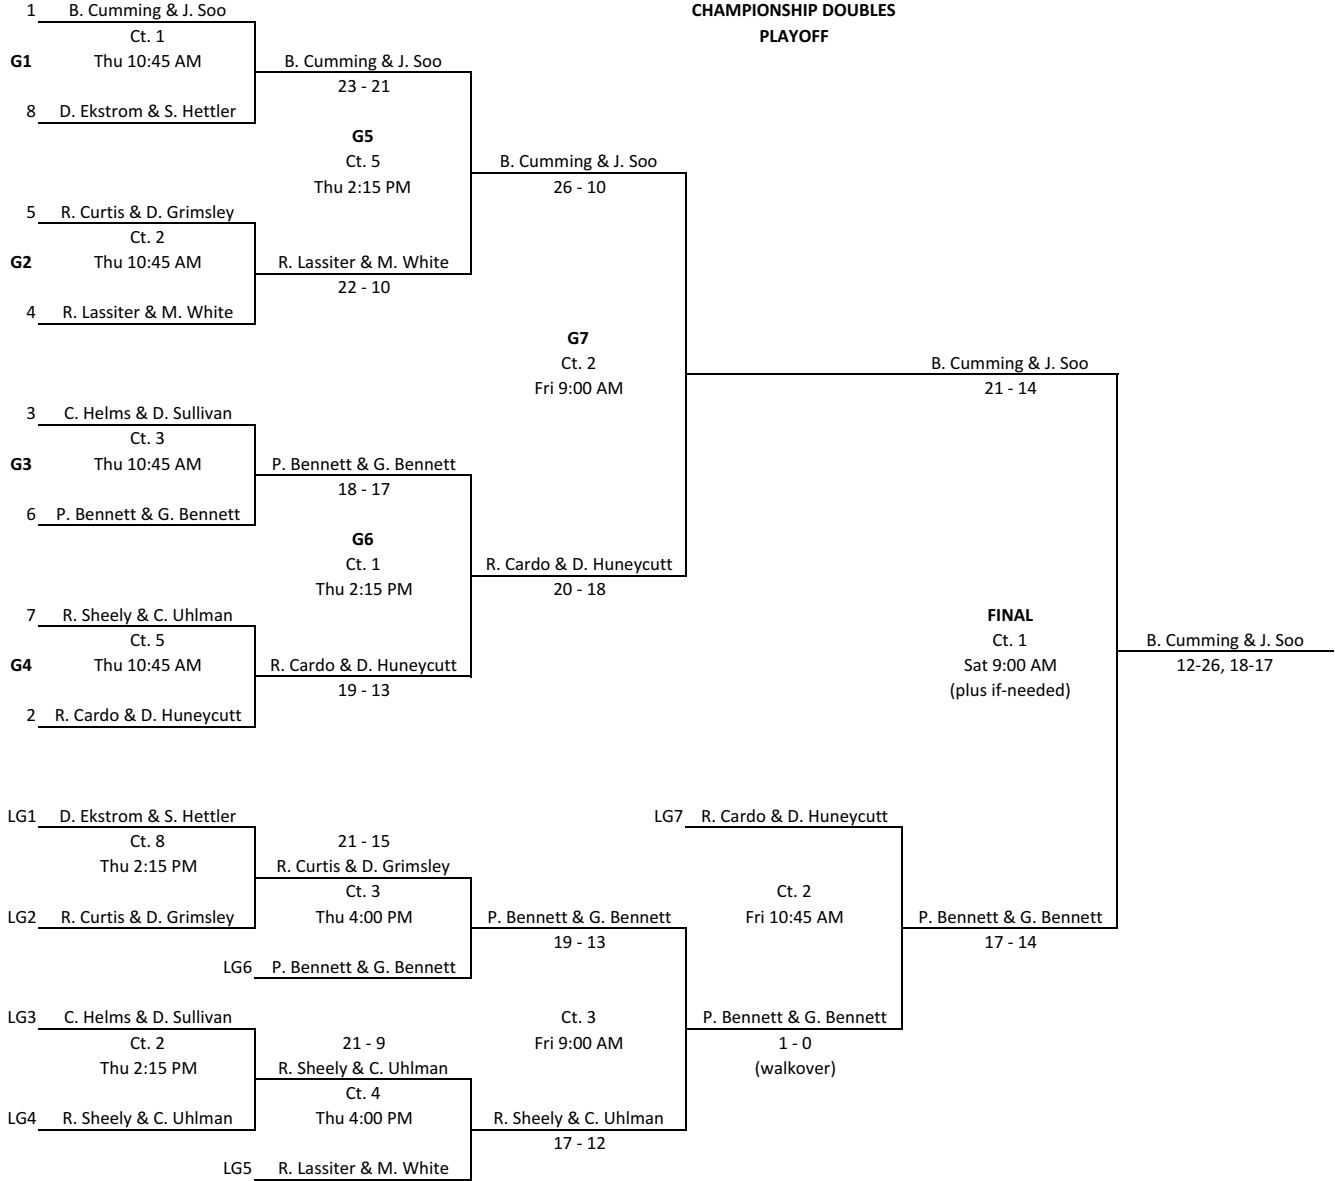 CHAMPIONSHIP DOUBLES
PLAYOFF
1 B. Cumming & J. Soo
Ct. 1
G1 Thu 10:45 AM
8 D. Ekstrom & S. Hettler
B. Cumming & J. Soo
23 - 21
G5
Ct. 5
Thu 2:15 PM
5 R. Curtis & D. Grimsley
Ct. 2
G2 Thu 10:45 AM
4 R. Lassiter & M. White
R. Lassiter & M. White
22 - 10
B. Cumming & J. Soo
26 - 10
G7
Ct. 2
Fri 9:00 AM
3 C. Helms & D. Sullivan
Ct. 3
G3 Thu 10:45 AM
6 P. Bennett & G. Bennett
P. Bennett & G. Bennett
18 - 17
G6
Ct. 1
Thu 2:15 PM
7 R. Sheely & C. Uhlman
Ct. 5
G4 Thu 10:45 AM
2 R. Cardo & D. Huneycutt
R. Cardo & D. Huneycutt
19 - 13
R. Cardo & D. Huneycutt
20 - 18
B. Cumming & J. Soo
21 - 14
FINAL
Ct. 1
Sat 9:00 AM
(plus if-needed)
B. Cumming & J. Soo
12-26, 18-17
LG1 D. Ekstrom & S. Hettler
Ct. 8
Thu 2:15 PM
LG2 R. Curtis & D. Grimsley
21 - 15
R. Curtis & D. Grimsley
Ct. 3
Thu 4:00 PM
LG6 P. Bennett & G. Bennett
P. Bennett & G. Bennett
19 - 13
LG3 C. Helms & D. Sullivan
Ct. 2
Thu 2:15 PM
LG4 R. Sheely & C. Uhlman
21 - 9
R. Sheely & C. Uhlman
Ct. 4
Thu 4:00 PM
LG5 R. Lassiter & M. White
R. Sheely & C. Uhlman
17 - 12
Ct. 3
Fri 9:00 AM
LG7 R. Cardo & D. Huneycutt
Ct. 2
Fri 10:45 AM
P. Bennett & G. Bennett
1 - 0
(walkover)
P. Bennett & G. Bennett
17 - 14